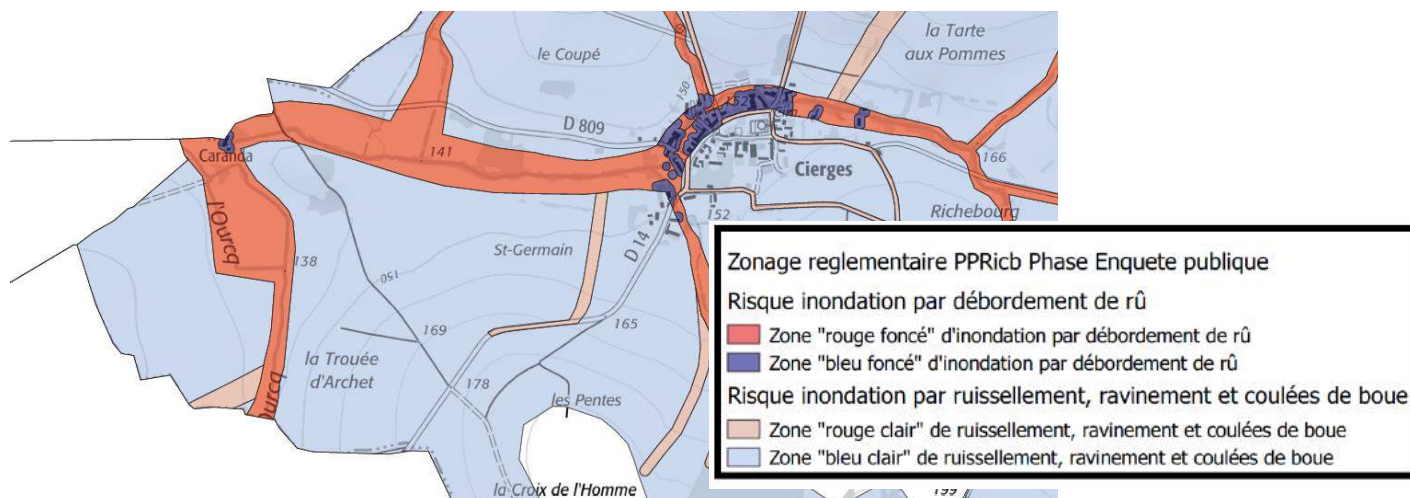 la Tarte
aux Pommes
le Coupé
150
152
D 809
Caranda
141
166
Cierges
Richebourg
l'Ourcq
152
St-Germain
D 14
138
150
169
165
la Trouée
d'Archet
178
les Pentes
Ourcq
la Croix de l'Homme
199
Zonage reglementaire PPRicb Phase Enquete publique
Risque inondation par débordement de rû
Zone "rouge foncé" d'inondation par débordement de rû
Zone "bleu foncé" d'inondation par débordement de rû
Risque inondation par ruissellement, ravinement et coulées de boue
Zone "rouge clair" de ruissellement, ravinement et coulées de boue
Zone "bleu clair" de ruissellement, ravinement et coulées de boue